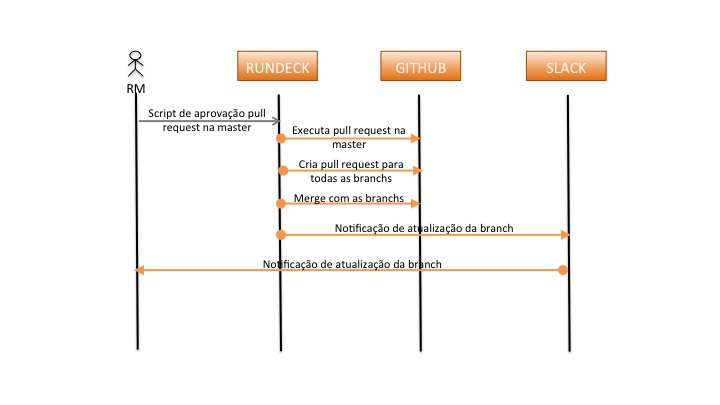 RUNDECK
GITHUB
SLACK
RM
Script de aprovação pull
request na master
Executa pull request na
master
Cria pull request para
todas as branchs
Merge com as branchs
Notificação de atualização da branch
Notificação de atualização da branch